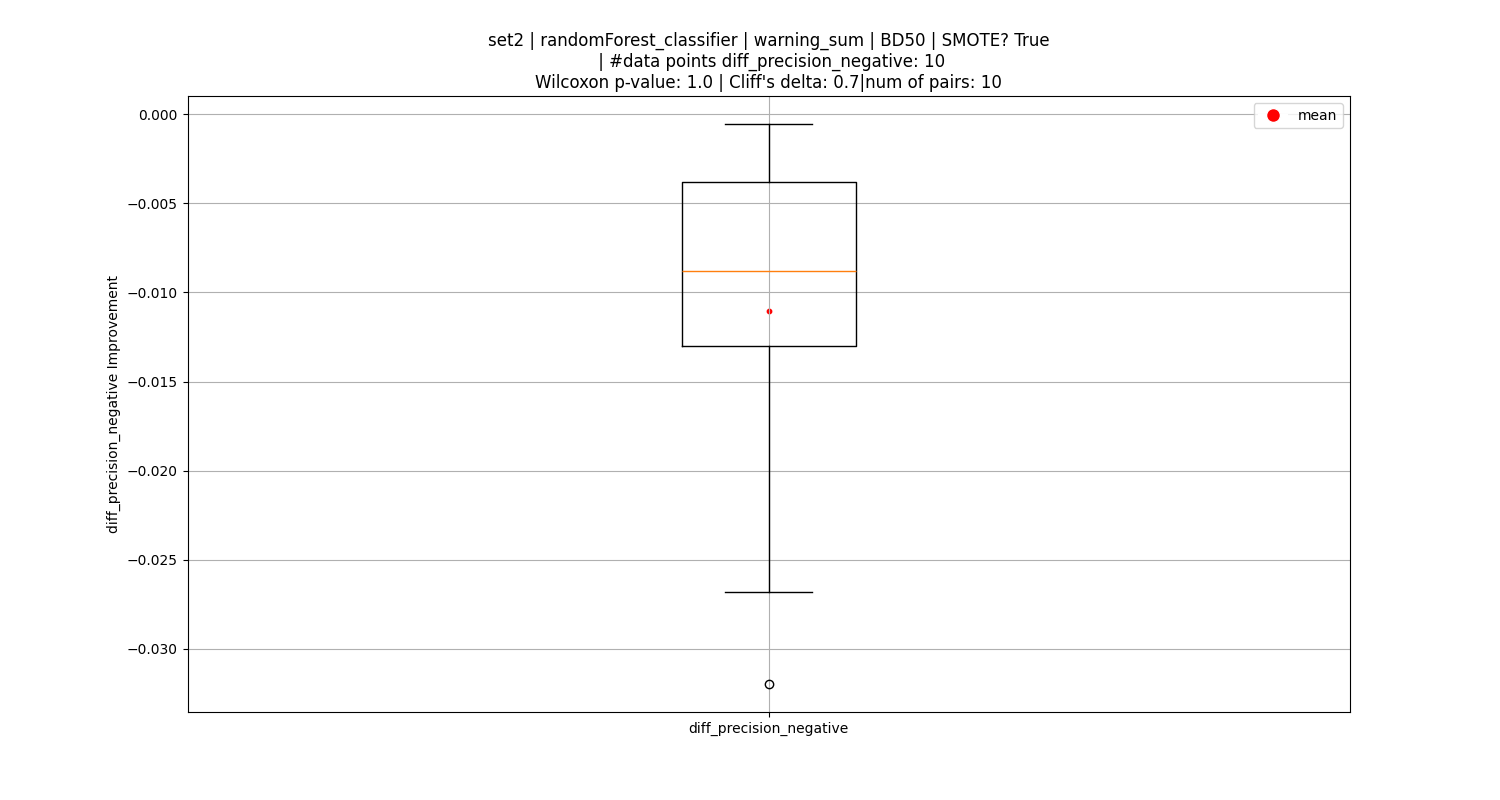 set2 | randomForest_classifier | warning_sum | BD50 | SMOTE? True
| #data points diff_precision_negative: 10
Wilcoxon p-value: 1.0 | Cliff's delta: 0.7|num of pairs: 10
mean
diff_precision_negative Improvement
0.000
−0.005
−0.010
−0.015
−0.020
−0.025
−0.030
diff_precision_negative